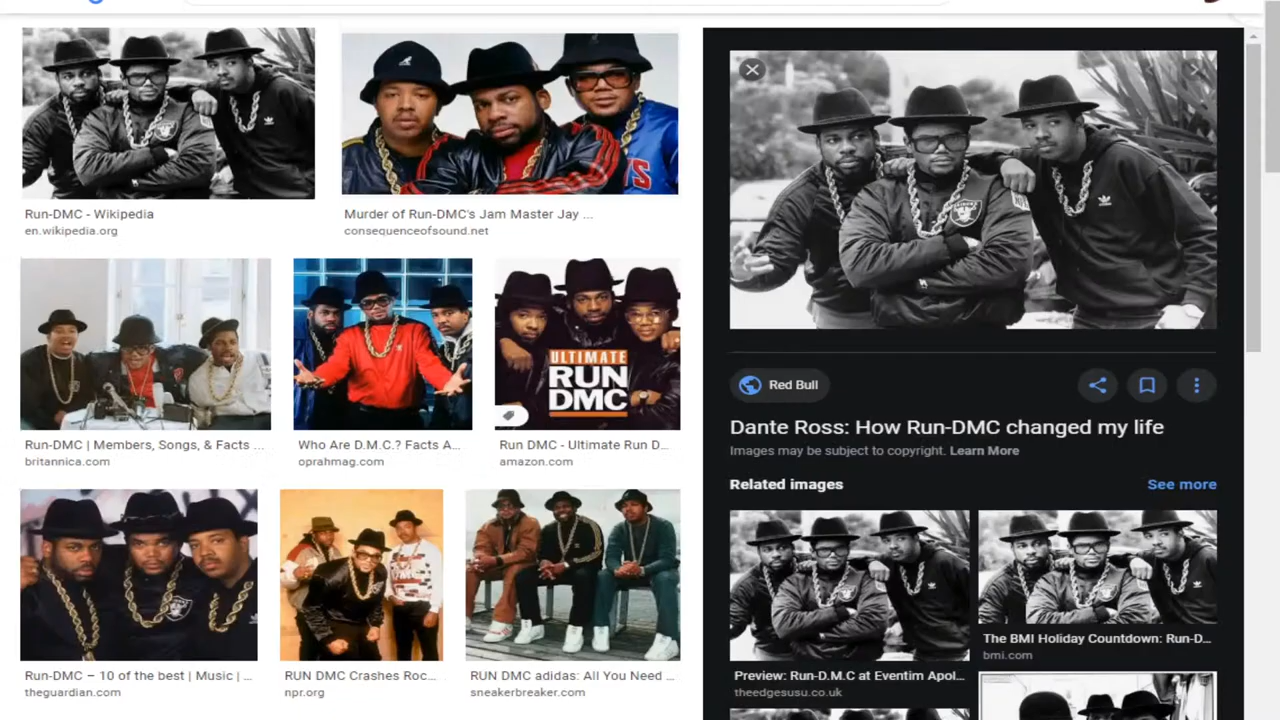 Run-DMC - Wikipedia
en.wikipedia.org
Murder of Run-DMC's Jam Master Jay ...
consequenceofsound.net
ULTIMATE
RUN
DMC
Run-DMC | Members, Songs, & Facts ...
britannica.com
Who Are D.M.C.? Facts A...
oprahmag.com
Run DMC - Ultimate Run D...
amazon.com
Run-DMC – 10 of the best | Music | ...
theguardian.com
RUN DMC Crashes Roc...
npr.org
RUN DMC adidas: All You Need ...
sneakerbreaker.com
RAIDERS
Red Bull
Dante Ross: How Run-DMC changed my life
Images may be subject to copyright. Learn More
Related images
See more
Preview: Run-D.M.C at Eventim Apol...
theedgesusu.co.uk
The BMI Holiday Countdown: Run-D...
bmi.com